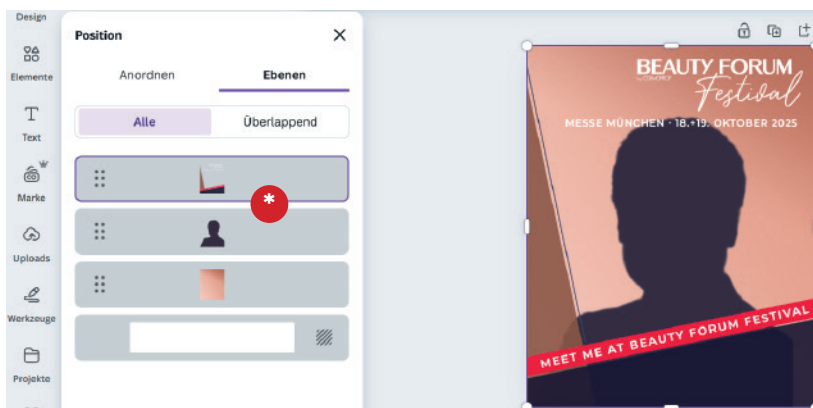 Design
Elemente
Text
Marke
Uploads
Werkzeuge
Projekte
Position
Anordnen
Ebenen
Alle
Überlappend
*
BEAUTY FORUM
Festival
MESSE MÜNCHEN · 18.+19. OKTOBER 2025
MEET ME AT BEAUTY FORUM FESTIVAL